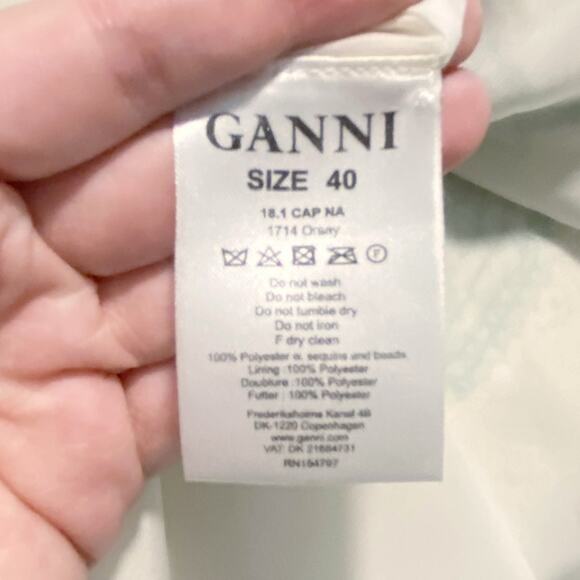 GANNI
SIZE 40
18.1 CAP NA
1714 Orsay
F
Do not wash
Do not bleach
Do not tumble dry
Do not iron
F dry clean
100% Polyester w. sequins and beads
Lining :100% Polyester
Doublure :100% Polyester
Futter : 100% Polyester
Frederiksholms Kanal 4B
DK-1220 Copenhagen
www.ganni.com
VAT: DK 21684731
RN154797